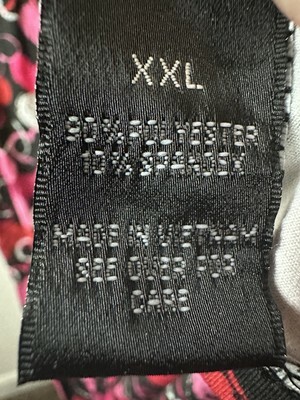 XXL
90% POLYESTER
10% SPANDEX
MADE IN VIETNAM
SEE OVER FOR
CARE